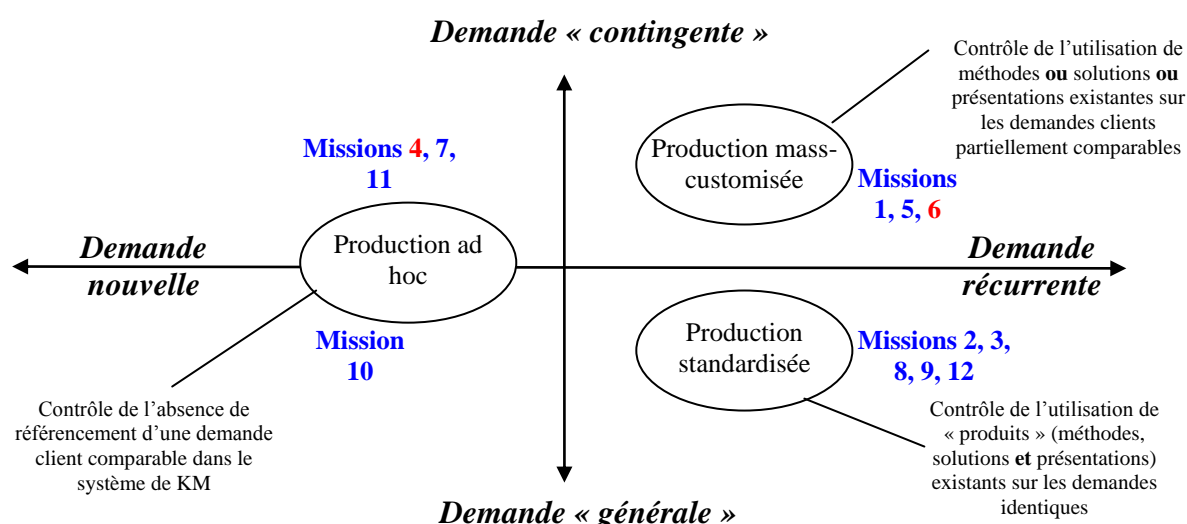 Demande « contingente »
Contrôle de l'utilisation de
méthodes ou solutions ou
présentations existantes sur
les demandes clients
partiellement comparables
Missions 4, 7,
11
Production mass-
customisée
Missions
1, 5, 6
Demande
nouvelle
Production ad
hoc
Demande
récurrente
Mission
10
Production
standardisée
Missions 2, 3,
8, 9, 12
Contrôle de l'absence de
référencement d'une demande
client comparable dans le
système de KM
Contrôle de l'utilisation de
« produits » (méthodes,
solutions et présentations)
existants sur les demandes
identiques
Demande « générale »